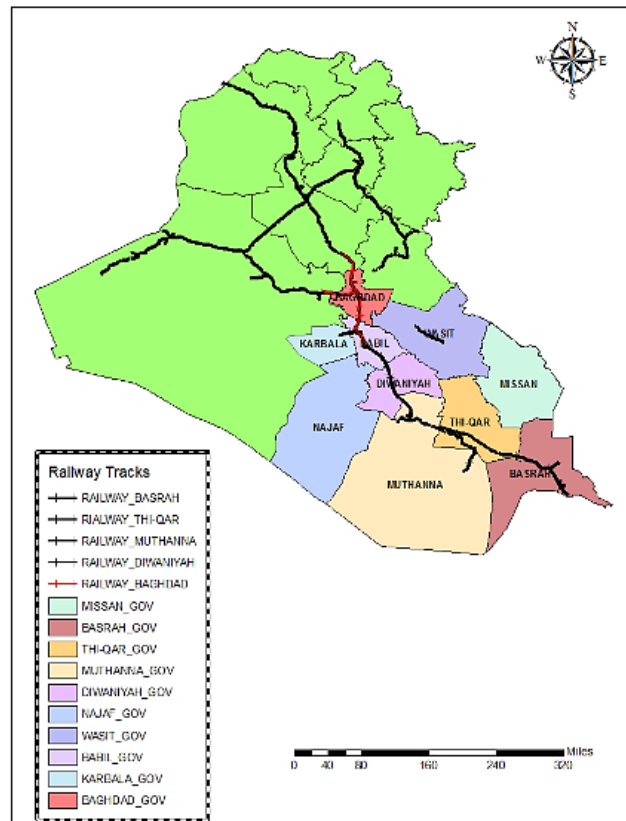 N
W E
S
BAGHDAD
WASIT
KARBALA
BABIL
DIWANIYAH
MISSAN
NAJAF
THI-QAR
MUTHANNA
BASRAH
Railway Tracks
RAILWAY_BASRAH
RIALWAY_THI-QAR
RAILWAY_MUTHANNA
RAILWAY_DIWANIYAH
RAILWAY_BAGHDAD
MISSAN_GOV
BASRAH_GOV
THI-QAR_GOV
MUTHANNA_GOV
DIWANIYAH_GOV
NAJAF_GOV
WASIT_GOV
BABIL_GOV
KARBALA_GOV
BAGHDAD_GOV
Miles
0 40 80 160 240 320